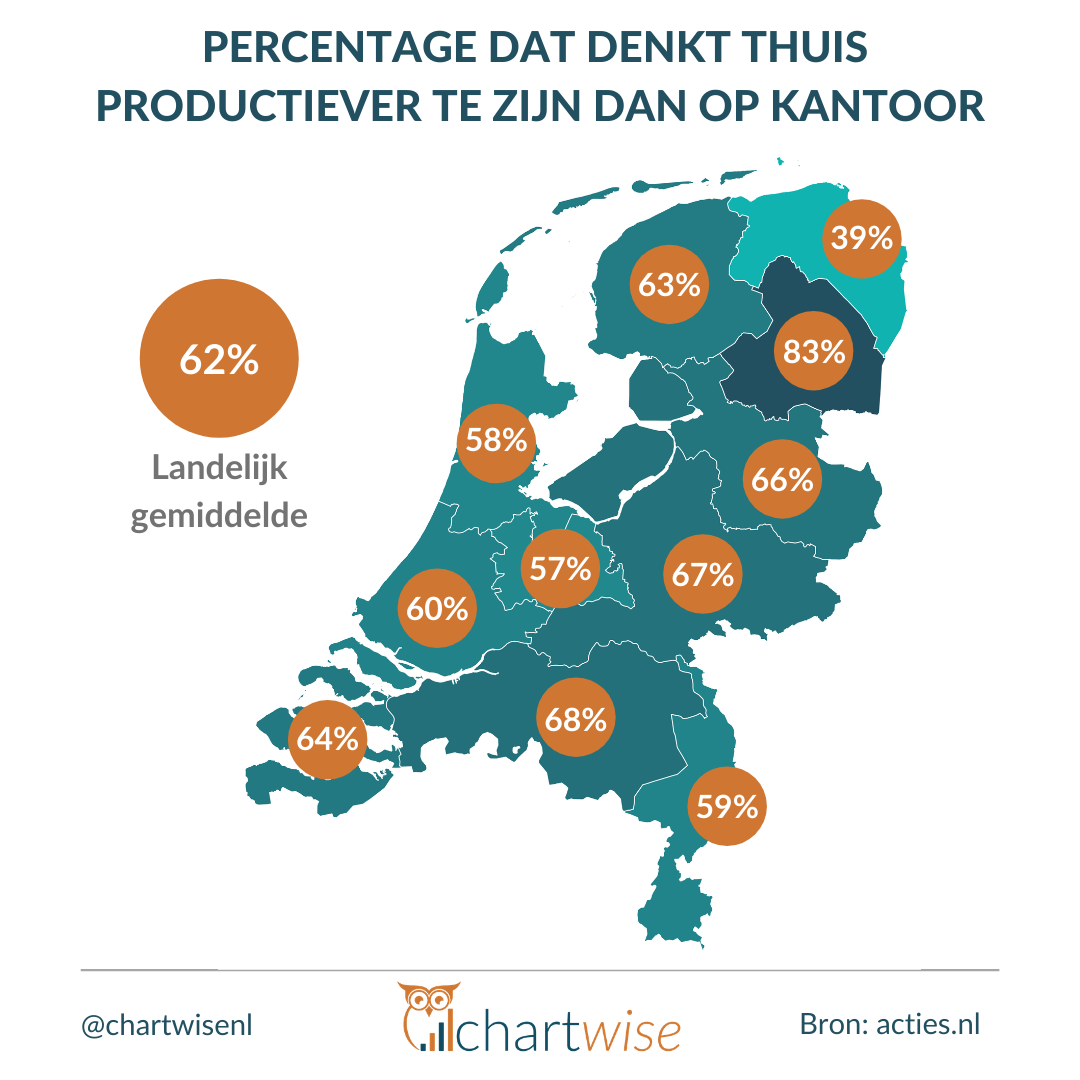 PERCENTAGE DAT DENKT THUIS
PRODUCTIEVER TE ZIJN DAN OP KANTOOR
39%
63%
83%
62%
58%
Landelijk
gemiddelde
66%
57%
67%
60%
68%
64%
59%
@chartwisenl
chartwise
Bron: acties.nl